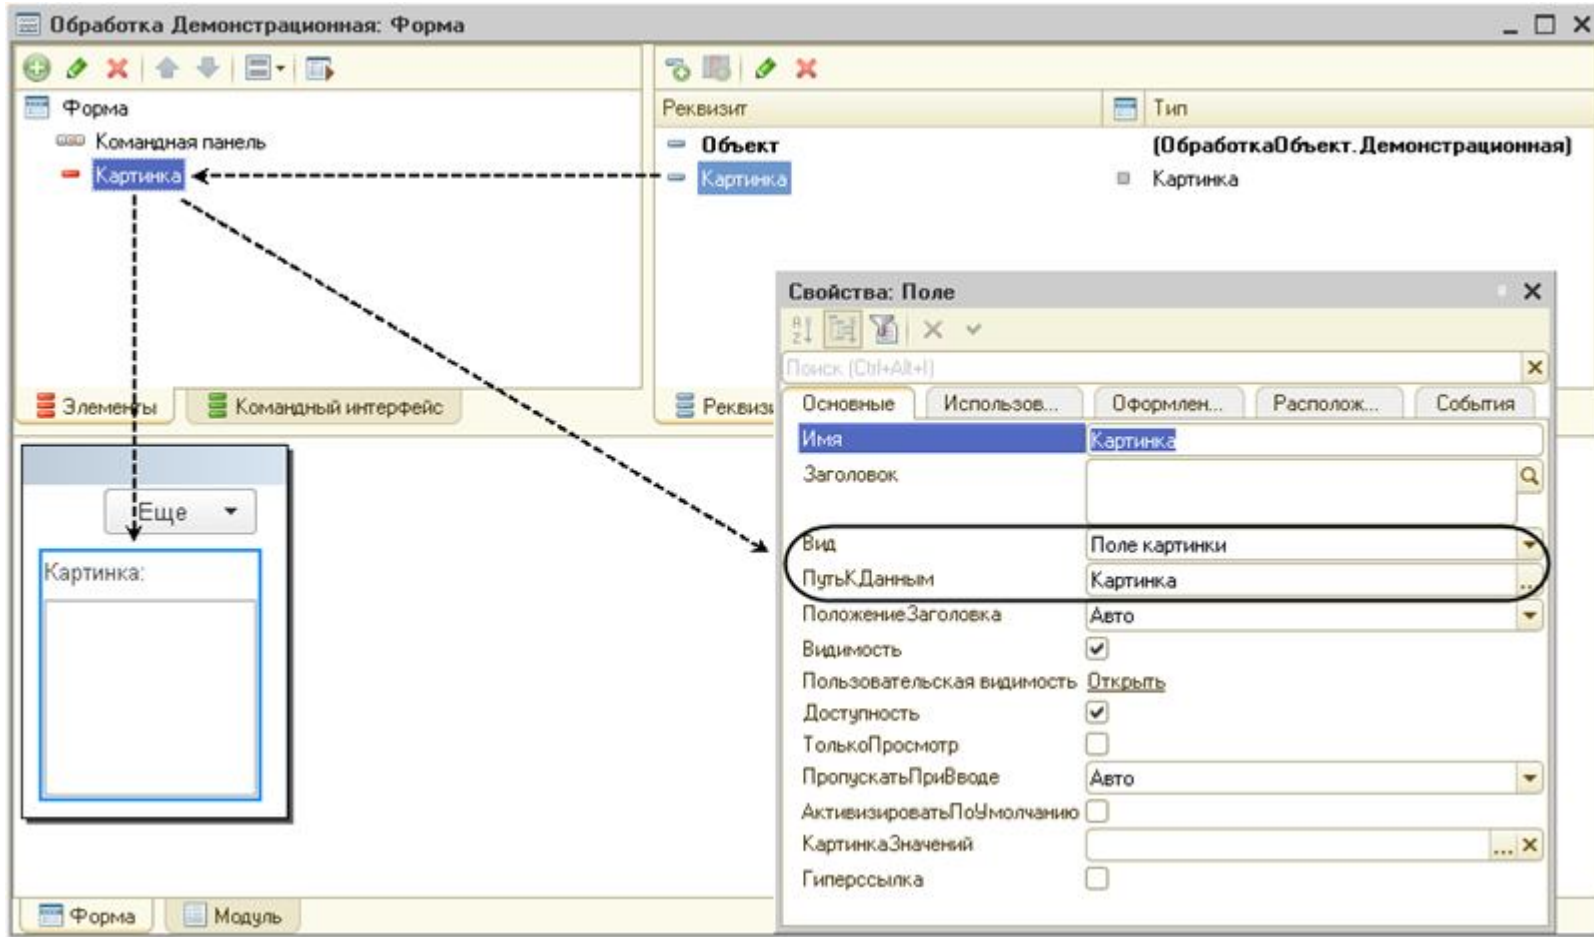 Обработка Демонстрационная: Форма
Форма
Командная панель
Картинка
Элементы
Командный интерфейс
Реквизит
Тип
Объект
(ОбработкаОбъект.Демонстрационная)
Картинка
Картинка
Еще
Картинка:
Свойства: Поле
Поиск (Ctrl+Alt+I)
Основные Использов... Оформлен... Располож... События
Имя Картинка
Заголовок
Вид Поле картинки
ПутьКДанным Картинка
ПоложениеЗаголовка Авто
Видимость
Пользовательская видимость Открыть
Доступность
ТолькоПросмотр
ПропускатьПриВводе Авто
АктивизироватьПоУмолчанию
КартинкаЗначений
Гиперссылка
Форма Модуль